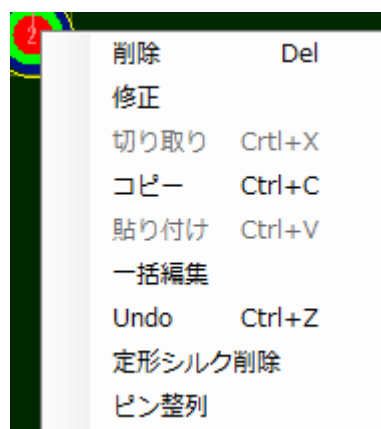 2
削除 Del
修正
切り取り Crtl+X
コピー Ctrl+C
貼り付け Ctrl+V
一括編集
Undo Ctrl+Z
定形シルク削除
ピン整列